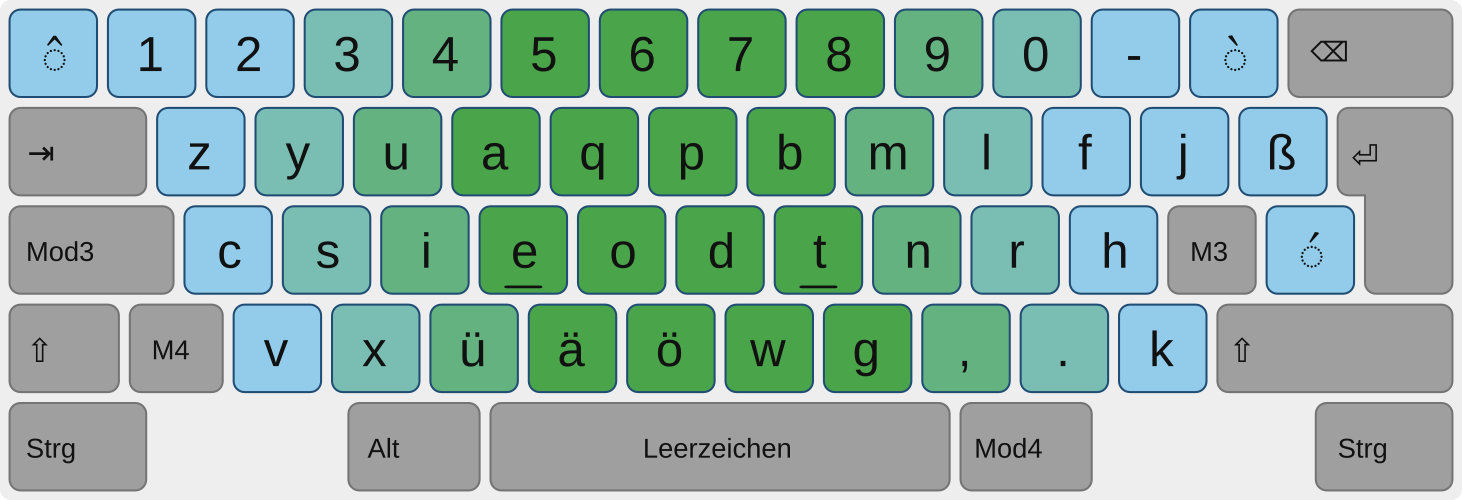 ◌̂ 1 2 3 4 5 6 7 8 9 0 - ◌̀ ⌫
⇥ z y u a q p b m l f j ß ⏎
Mod3 c s i e o d t n r h M3 ◌́
⇧ M4 v x ü ä ö w g , . k ⇧
Strg Alt Leerzeichen Mod4 Strg